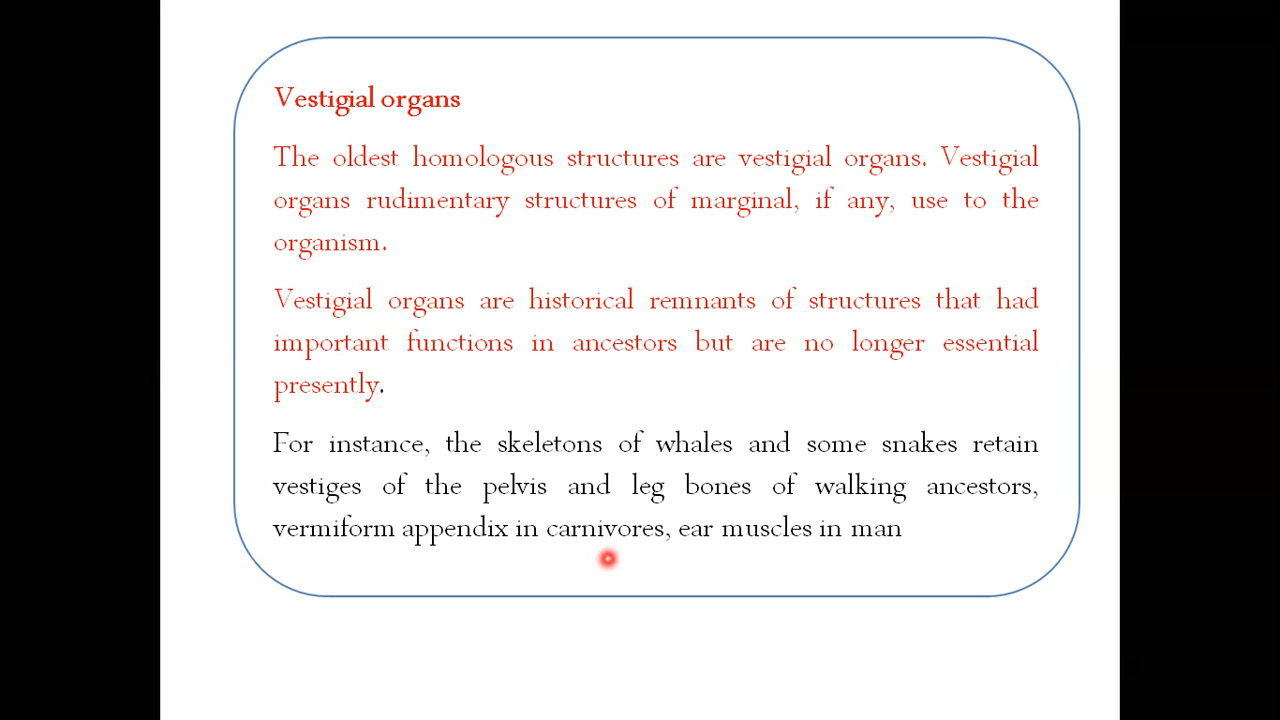 Vestigial organs
The oldest homologous structures are vestigial organs. Vestigial
organs rudimentary structures of marginal, if any, use to the
organism.
Vestigial organs are historical remnants of structures that had
important functions in ancestors but are no longer essential
presently.
For instance, the skeletons of whales and some snakes retain
vestiges of the pelvis and leg bones of walking ancestors,
vermiform appendix in carnivores, ear muscles in man